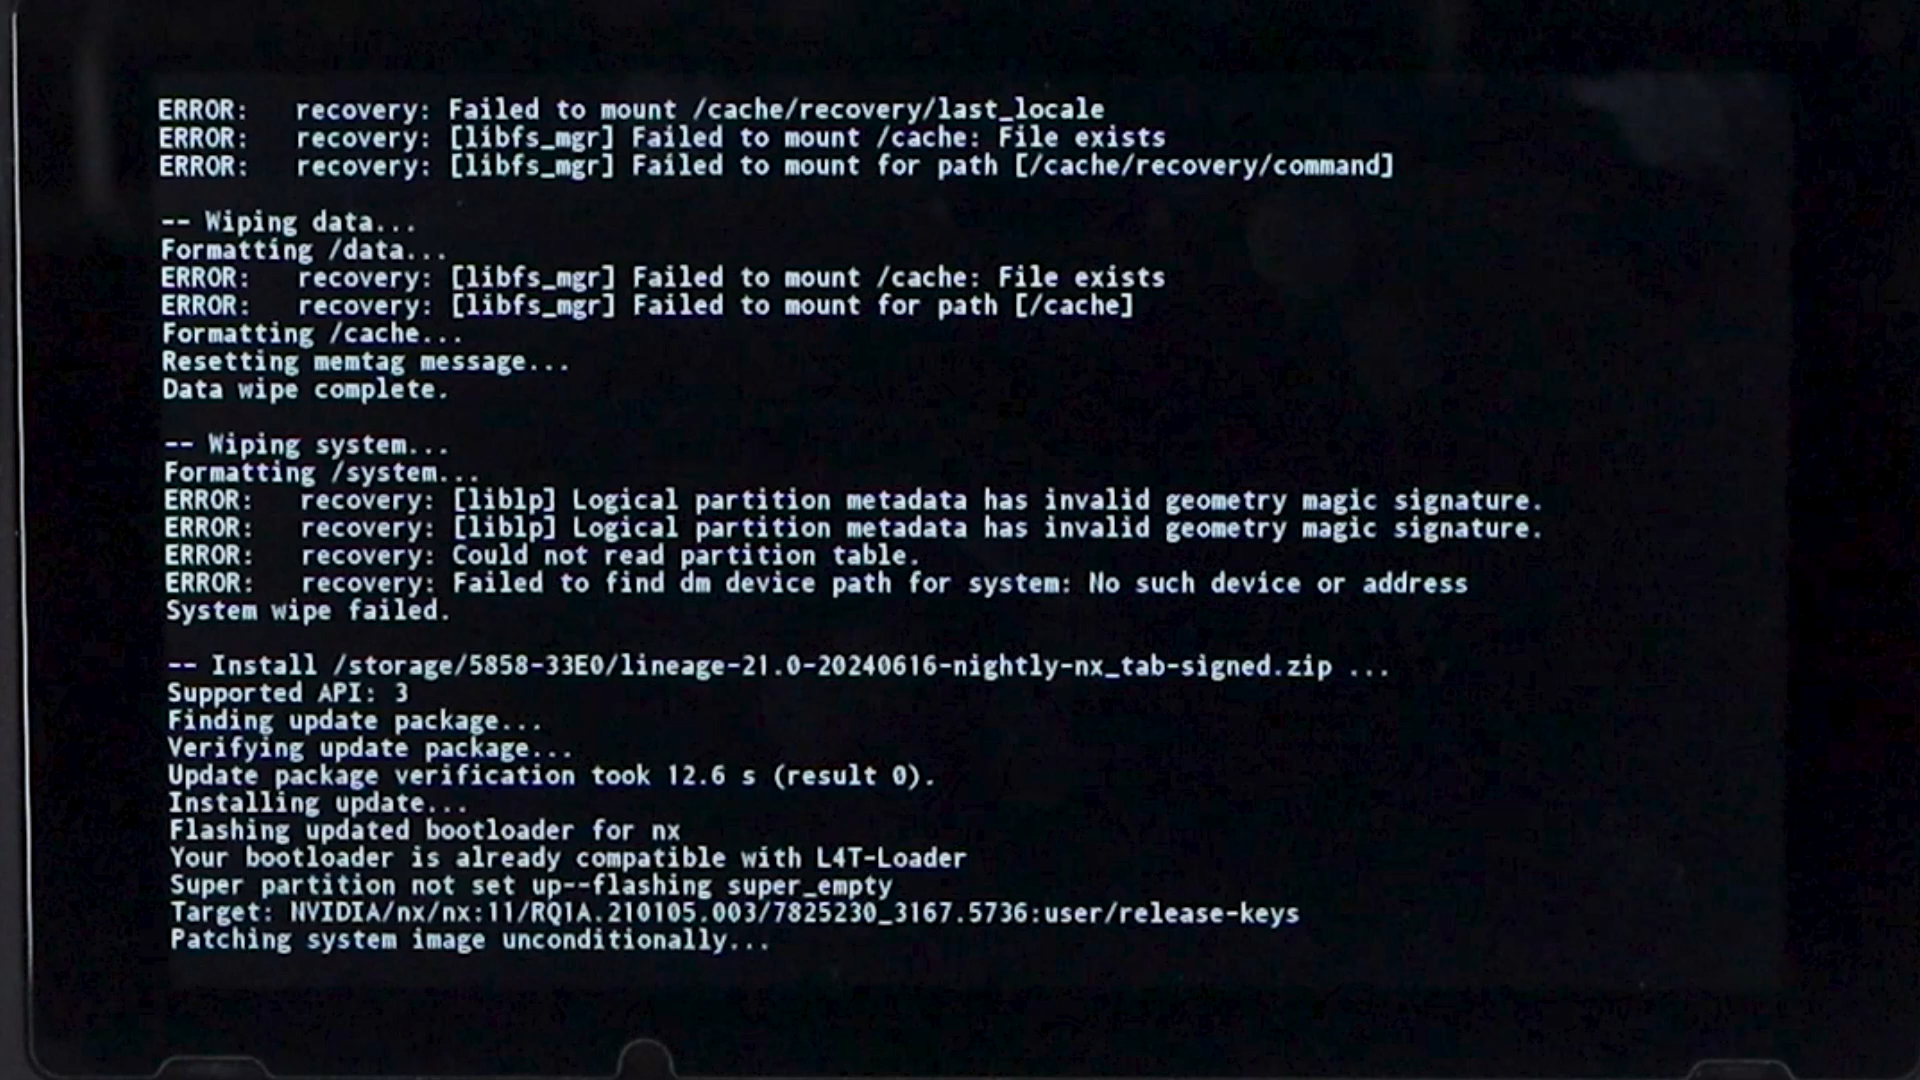 ERROR:   recovery: Failed to mount /cache/recovery/last_locale
ERROR:   recovery: [libfs_mgr] Failed to mount /cache: File exists
ERROR:   recovery: [libfs_mgr] Failed to mount for path [/cache/recovery/command]
-- Wiping data...
Formatting /data...
ERROR:   recovery: [libfs_mgr] Failed to mount /cache: File exists
ERROR:   recovery: [libfs_mgr] Failed to mount for path [/cache]
Formatting /cache...
Resetting memtag message...
Data wipe complete.
-- Wiping system...
Formatting /system...
ERROR:   recovery: [liblp] Logical partition metadata has invalid geometry magic signature.
ERROR:   recovery: [liblp] Logical partition metadata has invalid geometry magic signature.
ERROR:   recovery: Could not read partition table.
ERROR:   recovery: Failed to find dm device path for system: No such device or address
System wipe failed.
-- Install /storage/5858-33E0/lineage-21.0-20240616-nightly-nx_tab-signed.zip ...
Supported API: 3
Finding update package...
Verifying update package...
Update package verification took 12.6 s (result 0).
Installing update...
Flashing updated bootloader for nx
Your bootloader is already compatible with L4T-Loader
Super partition not set up--flashing super_empty
Target: NVIDIA/nx/nx:11/RQ1A.210105.003/7825230_3167.5736:user/release-keys
Patching system image unconditionally...